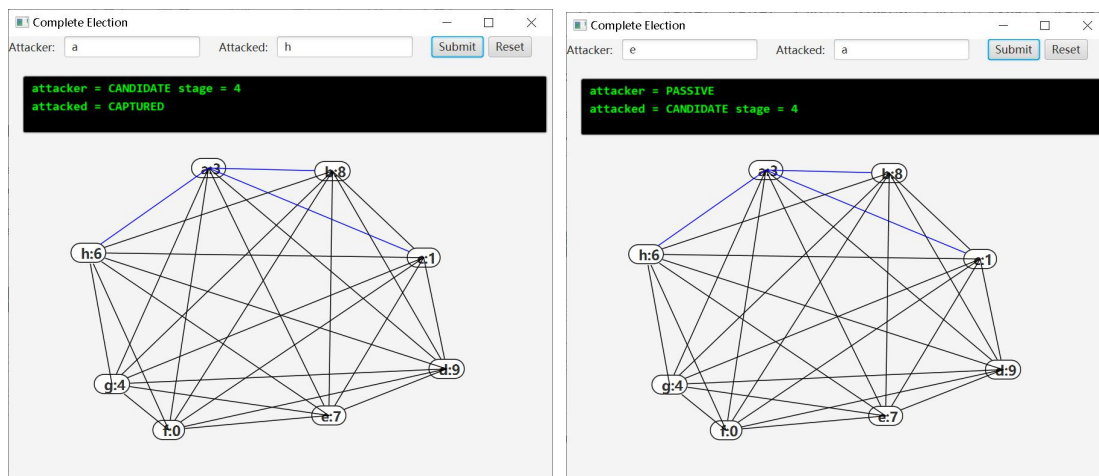 Complete Election
Attacker: a Attacked: h Submit Reset
attacker = CANDIDATE stage = 4
attacked = CAPTURED
a:3
b:8
h:6
c:1
d:9
g:4
e:7
f:0
Complete Election
Attacker: e Attacked: a Submit Reset
attacker = PASSIVE
attacked = CANDIDATE stage = 4
a:3
b:8
h:6
c:1
d:9
g:4
e:7
f:0